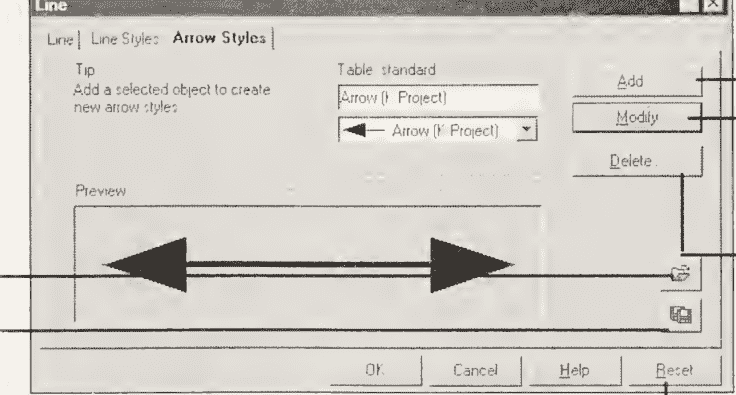 Line
Line Line Styles Arrow Styles
Tip
Add a selected object to create
new arrow styles
Table standard
Arrow (K Project)
Arrow (K Project)
Add
Modify
Delete
Preview
OK Cancel Help Reset